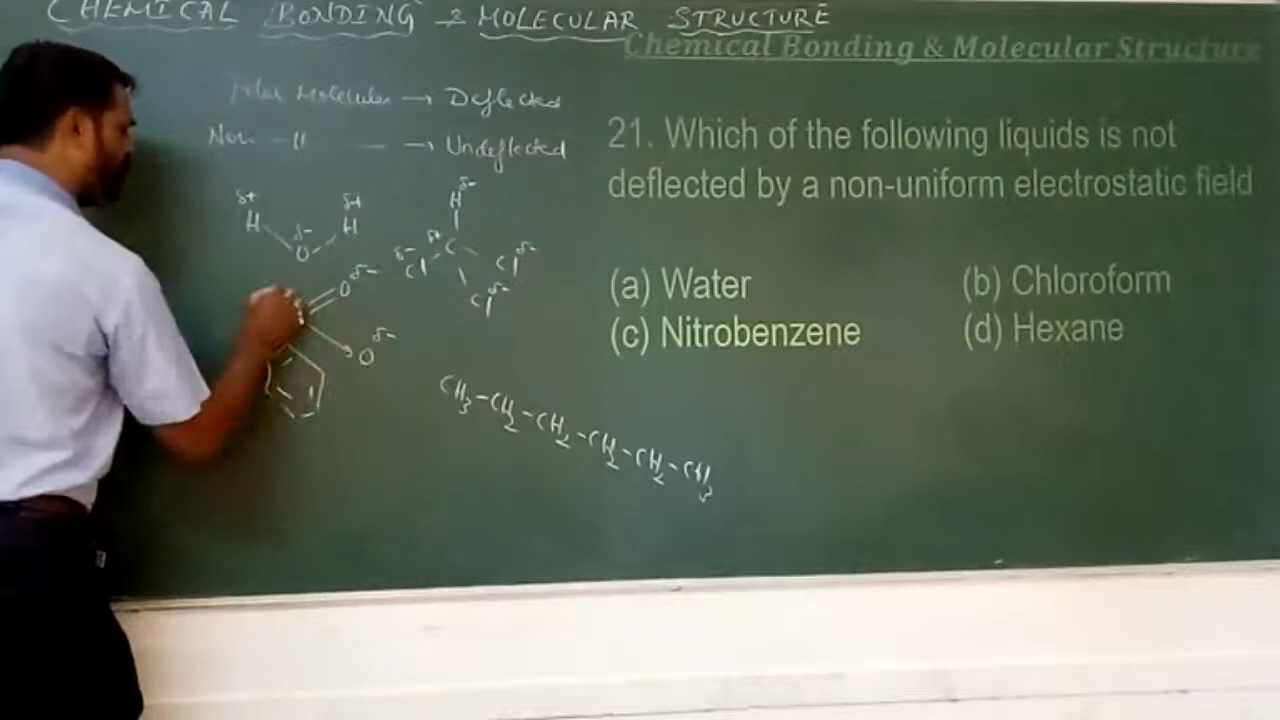 CHEMICAL BONDING & MOLECULAR STRUCTURE
Chemical Bonding & Molecular Structure
Polar Molecular → Deflected
Non - 11 — → Undeflected
21. Which of the following liquids is not
deflected by a non-uniform electrostatic field
(a) Water
(b) Chloroform
(c) Nitrobenzene
(d) Hexane
δ+ δ+
H H
δ-
O
δ-
H
δ+
C
δ- Cl
Cl δ-
Cl δ-
O δ-
O δ-
CH3-CH2-CH2-CH2-CH2-CH3